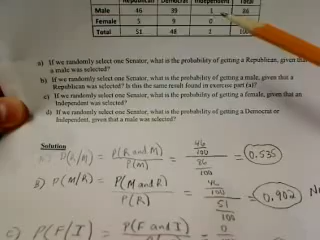 Republican Democrat Independent Total
Male 46 39 1 86
Female 5 9 0
Total 51 48 1 100
a) If we randomly select one Senator, what is the probability of getting a Republican, given that
a male was selected?
b) If we randomly select one Senator, what is the probability of getting a male, given that a
Republican was selected? Is this the same result found in exercise part (a)?
c) If we randomly select one Senator, what is the probability of getting a female, given that an
Independent was selected?
d) If we randomly select one Senator, what is the probability of getting a Democrat or
Independent, given that a male was selected?
Solution
A) P(R/M) = P(R and M) / P(M) = 46/100 / 86/100 = 0.535
B) P(M/R) = P(M and R) / P(R) = 46/100 / 51/100 = 0.902
C) P(F/I) = P(F and I) = 0/100